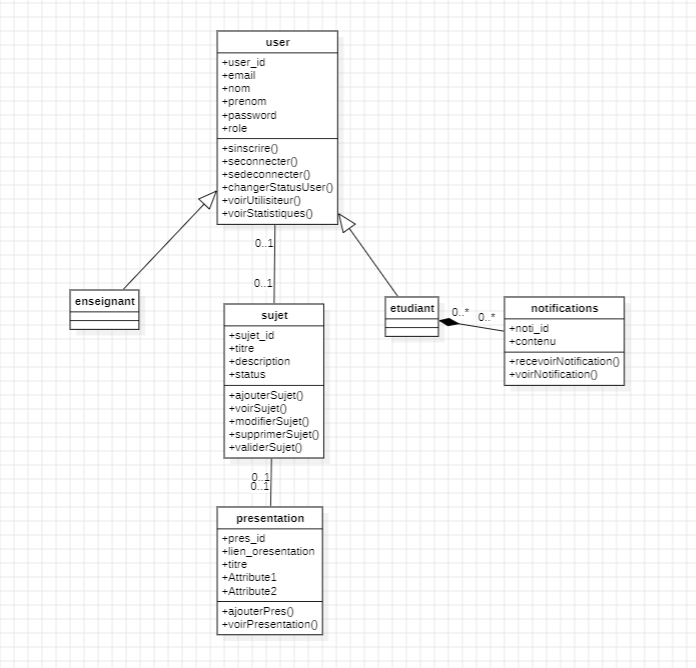 user
+user_id
+email
+nom
+prenom
+password
+role
+sinscrire()
+seconnecter()
+sedeconnecter()
+changerStatusUser()
+voirUtilisiteur()
+voirStatistiques()
0..1
0..1
enseignant
etudiant
0..*
0..*
notifications
+noti_id
+contenu
+recevoirNotification()
+voirNotification()
sujet
+sujet_id
+titre
+description
+status
+ajouterSujet()
+voirSujet()
+modifierSujet()
+supprimerSujet()
+validerSujet()
0..1
0..1
presentation
+pres_id
+lien_oresentation
+titre
+Attribute1
+Attribute2
+ajouterPres()
+voirPresentation()